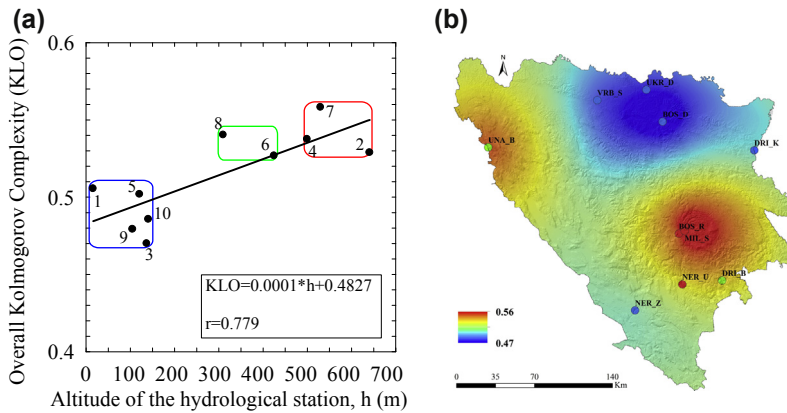 (a)
Overall Kolmogorov Complexity (KLO)
0.6
0.5
0.4
7
8
6
4
2
1
5
10
9
3
KLO=0.0001*h+0.4827
r=0.779
0 100 200 300 400 500 600 700
Altitude of the hydrological station, h (m)
(b)
N
UKR_D
VRB_S
BOS_D
UNA_B
DRI_K
BOS_R
MIL_S
NER_U
DRI_B
NER_Z
0.56
0.47
0 35 70 140
Km